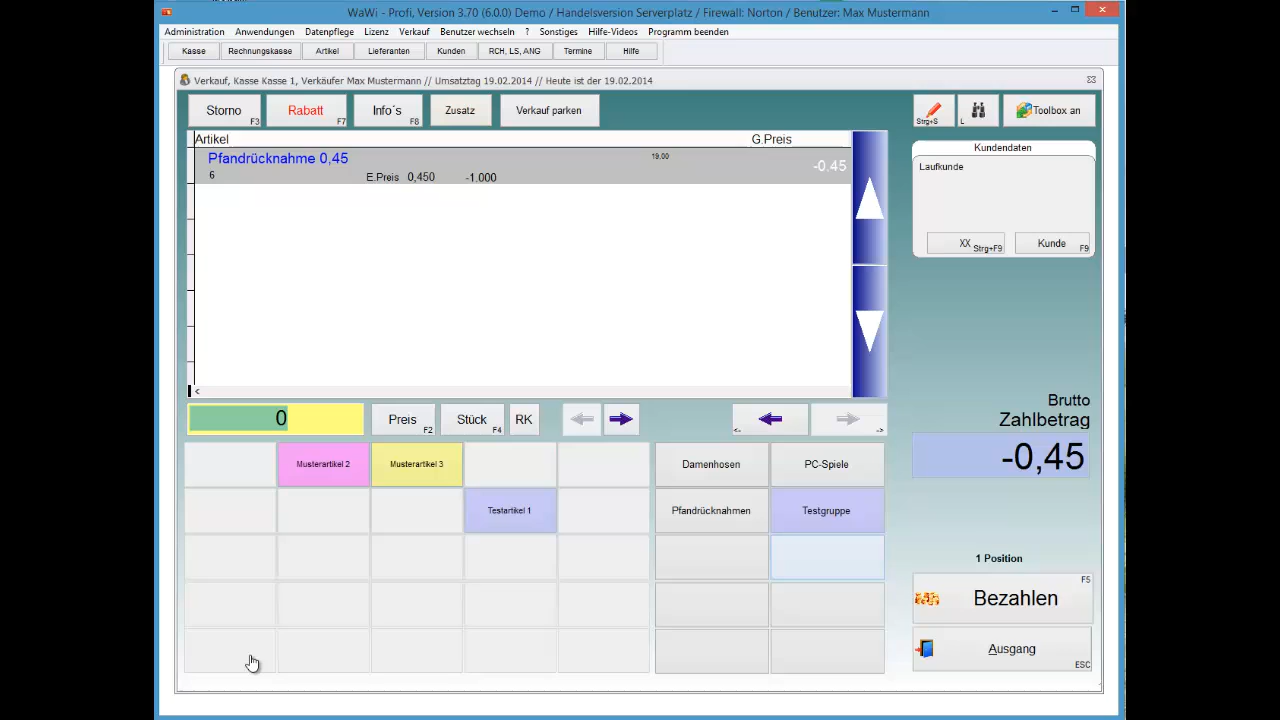 WaWi - Profi, Version 3.70 (6.0.0) Demo / Handelsversion Serverplatz / Firewall: Norton / Benutzer: Max Mustermann
Administration Anwendungen Datenpflege Lizenz Verkauf Benutzer wechseln ? Sonstiges Hilfe-Videos Programm beenden
Kasse Rechnungskasse Artikel Lieferanten Kunden RCH, LS, ANG Termine Hilfe
Verkauf, Kasse Kasse 1, Verkäufer Max Mustermann // Umsatztag 19.02.2014 // Heute ist der 19.02.2014
Storno F3 Rabatt F7 Info´s F8 Zusatz Verkauf parken Strg+S L Toolbox an
Artikel G.Preis
Pfandrücknahme 0,45 19,00 -0.45
6 E.Preis 0,450 -1.000
Kundendaten
Laufkunde
XX Strg+F9 Kunde F9
<
0 Preis F2 Stück F4 RK <- ->
Brutto
Zahlbetrag
-0,45
Musterartikel 2 Musterartikel 3 Damenhosen PC-Spiele
Testartikel 1 Pfandrücknahmen Testgruppe
1 Position
Bezahlen F5
Ausgang ESC